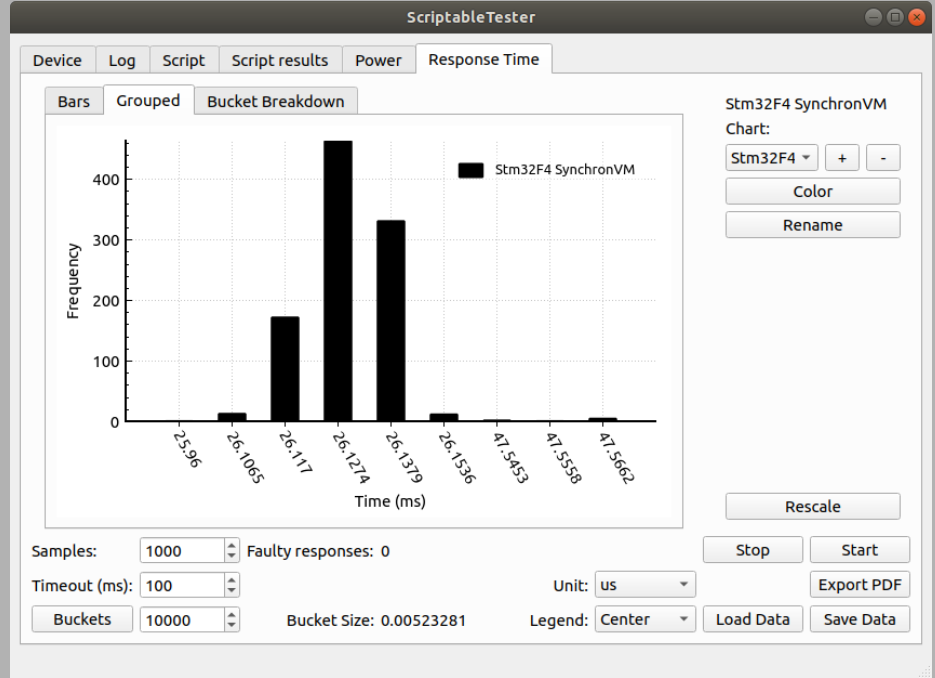 ScriptableTester
Device Log Script Script results Power Response Time
Bars Grouped Bucket Breakdown
Stm32F4 SynchronVM
Chart:
Stm32F4 + -
Color
Rename
Stm32F4 SynchronVM
Frequency
400
300
200
100
0
25.96 26.1065 26.117 26.1274 26.1379 26.1536 47.5453 47.5558 47.5662
Time (ms)
Rescale
Samples: 1000 Faulty responses: 0 Stop Start
Timeout (ms): 100 Unit: us Export PDF
Buckets 10000 Bucket Size: 0.00523281 Legend: Center Load Data Save Data